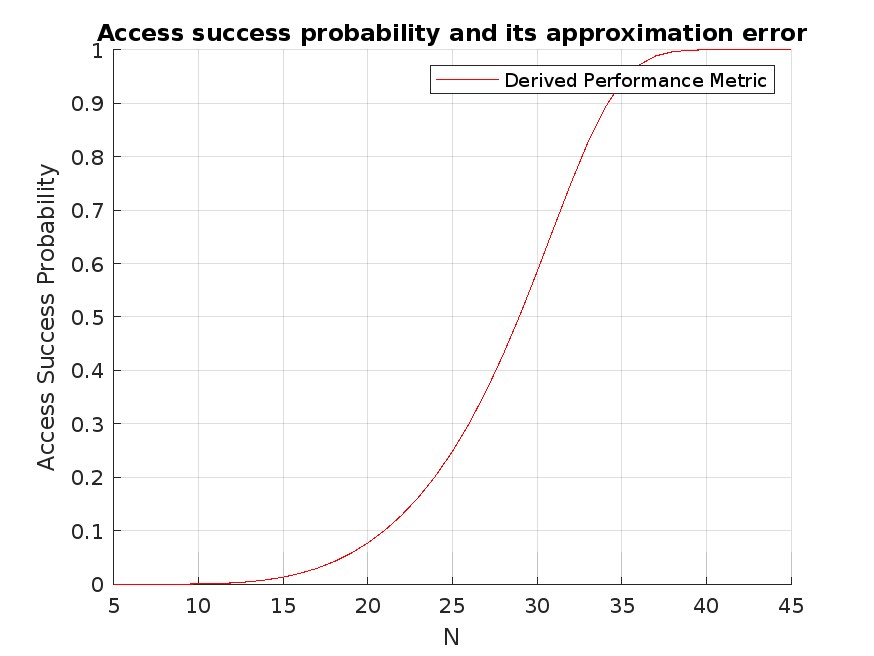 Access success probability and its approximation error
Derived Performance Metric
Access Success Probability
1
0.9
0.8
0.7
0.6
0.5
0.4
0.3
0.2
0.1
0
5 10 15 20 25 30 35 40 45
N